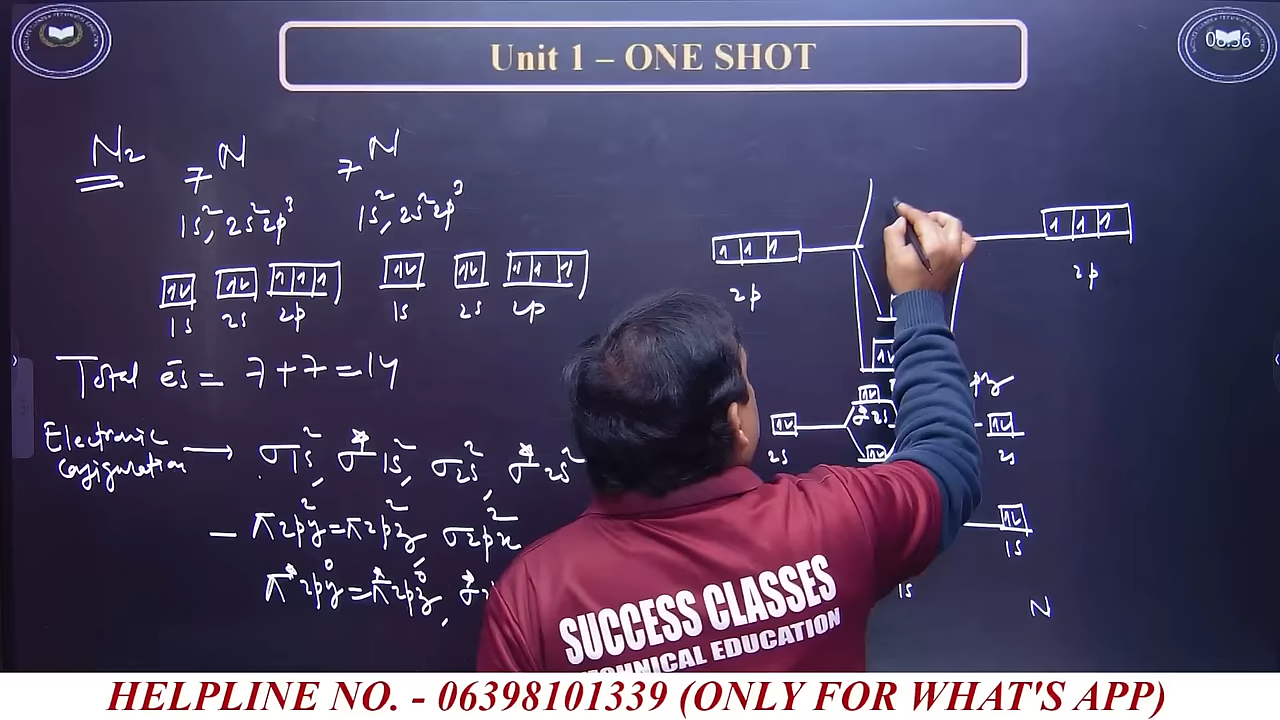 Unit 1 – ONE SHOT
06:36
N₂
₇N
₇N
1s², 2s² 2p³
1s², 2s² 2p³
1s 2s 2p
1s 2s 2p
Total ēs = 7+7=14
Electronic
Configuration → σ1s², σ*1s², σ2s², σ*2s²
– π2py² = π2pz², σ2px²
π*2py⁰ = π*2pz⁰, σ*
2p
2p
σ*2s
2s
2s
1s
1s
N
SUCCESS CLASSES
TECHNICAL EDUCATION
HELPLINE NO. - 06398101339 (ONLY FOR WHAT'S APP)